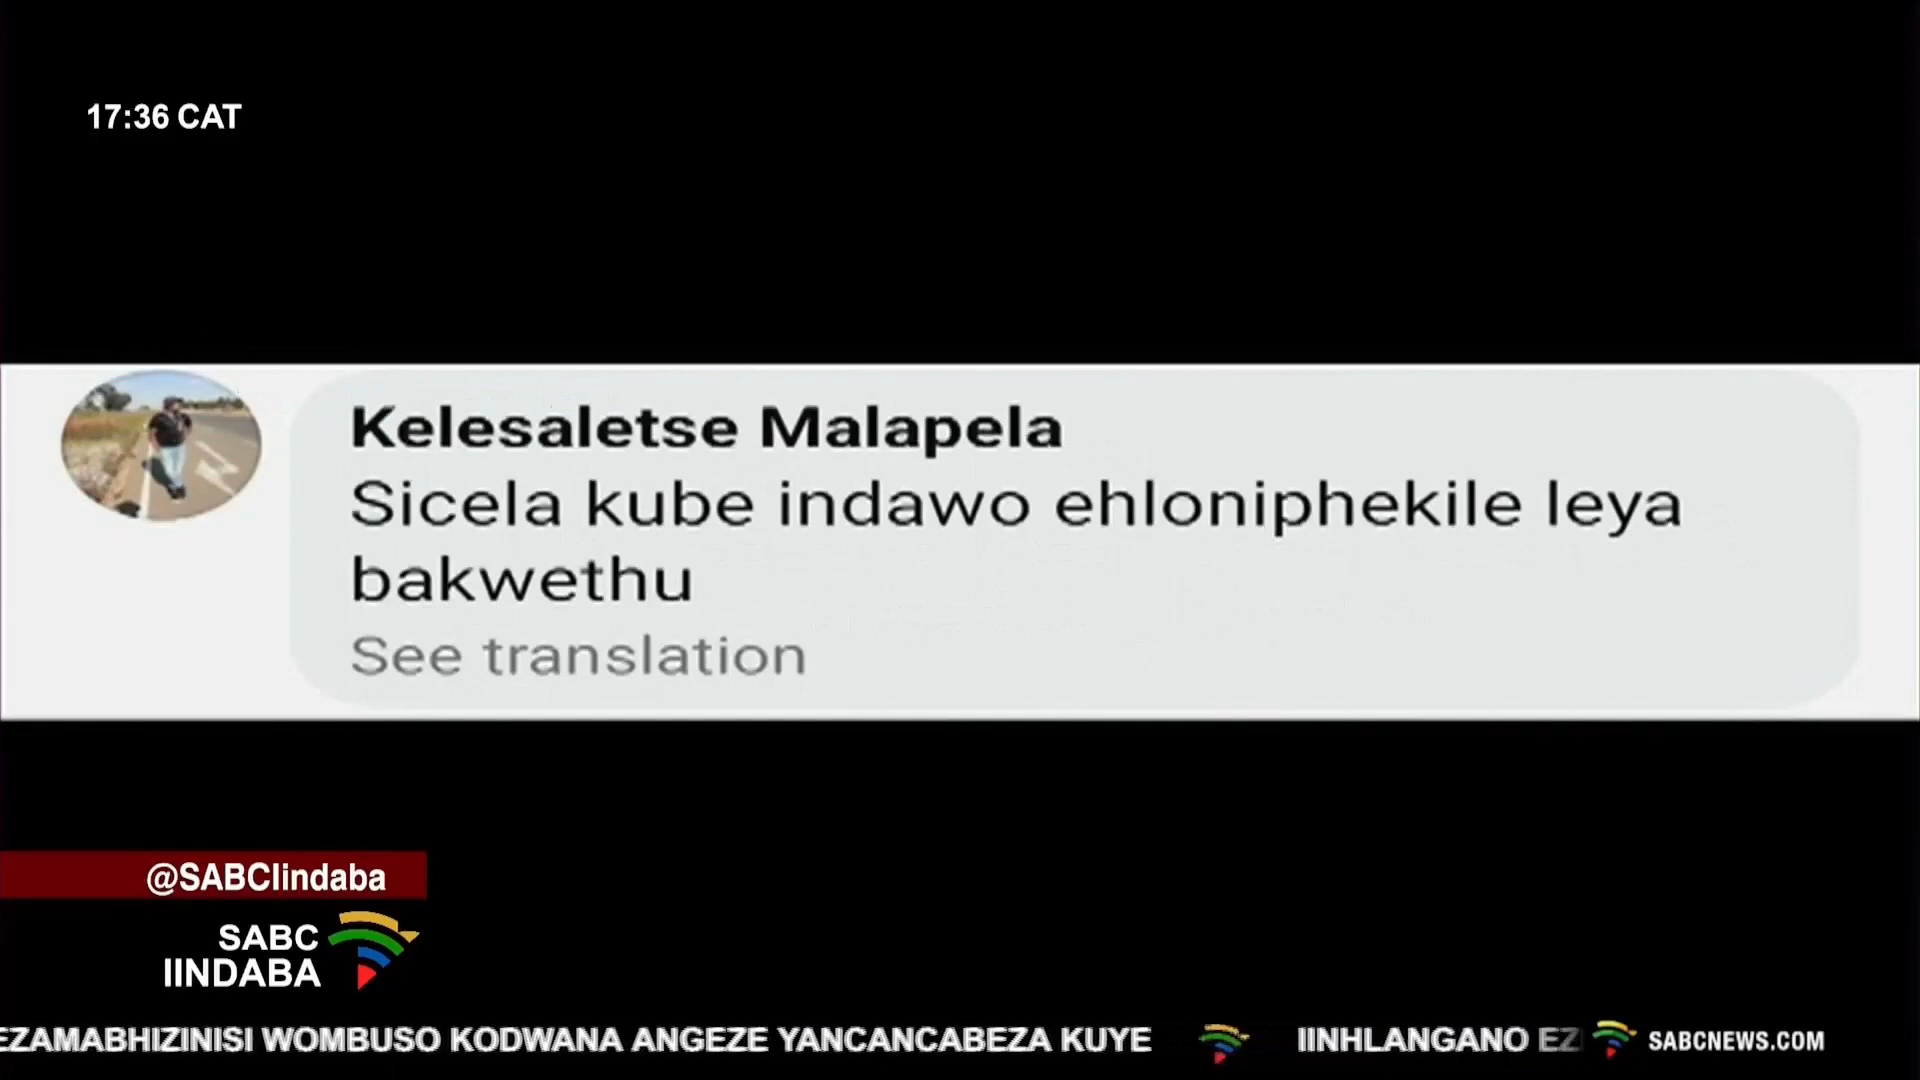 17:36 CAT
Kelesaletse Malapela
Sicela kube indawo ehloniphekile leya
bakwethu
See translation
@SABCIindaba
SABC
IINDABA
EZAMABHIZINISI WOMBUSO KODWANA ANGEZE YANCANCABEZA KUYE IINHLANGANO SABCNEWS.COM